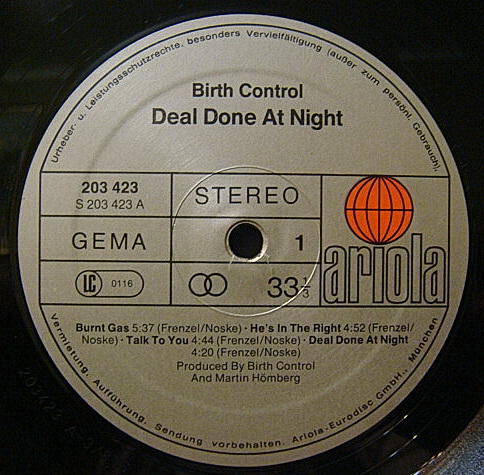 Urheber- u. Leistungsschutzrechte, besonders Vervielfältigung (außer zum persönl. Gebrauch),
Birth Control
Deal Done At Night
203 423
S 203 423 A
STEREO
GEMA
1
ariola
LC 0116
33 1/3
Burnt Gas 5:37 (Frenzel/Noske) · He's In The Right 4:52 (Frenzel/
Noske) · Talk To You 4:44 (Frenzel/Noske) · Deal Done At Night
4:20 (Frenzel/Noske)
Produced By Birth Control
And Martin Hömberg
Vermietung, Aufführung, Sendung vorbehalten. Ariola-Eurodisc GmbH., München